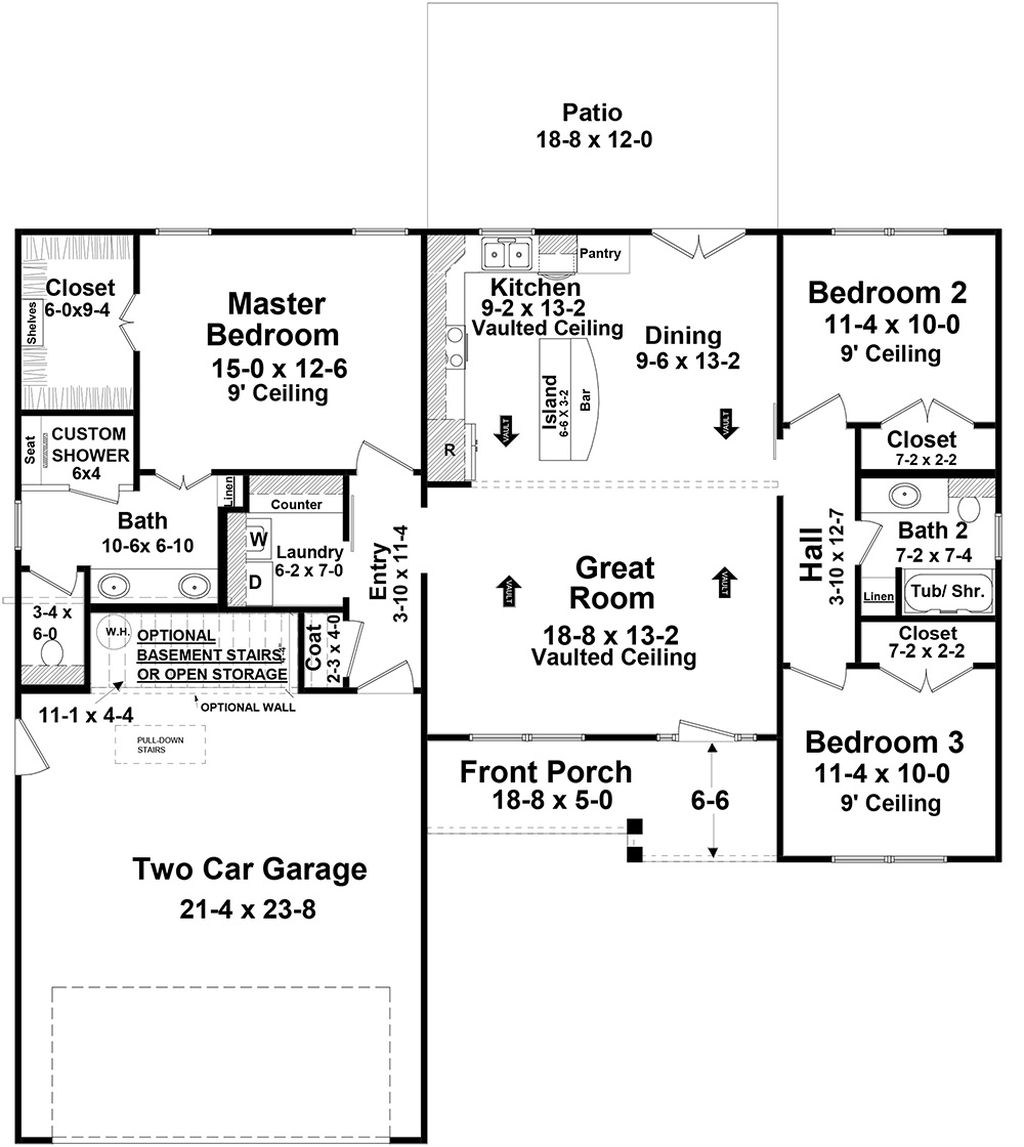 Patio
18-8 x 12-0
Closet
6-0x9-4
Shelves
Master
Bedroom
15-0 x 12-6
9' Ceiling
Pantry
Kitchen
9-2 x 13-2
Vaulted Ceiling
Dining
9-6 x 13-2
Island
6-6 X 3-2
Bar
R
VAULT
VAULT
Bedroom 2
11-4 x 10-0
9' Ceiling
Closet
7-2 x 2-2
Seat
CUSTOM
SHOWER
6x4
Linen
Bath
10-6x 6-10
Counter
W
D
Laundry
6-2 x 7-0
Entry
3-10 x 11-4
Great
Room
18-8 x 13-2
Vaulted Ceiling
VAULT
VAULT
Hall
3-10 x 12-7
Bath 2
7-2 x 7-4
Linen
Tub/ Shr.
Closet
7-2 x 2-2
3-4 x
6-0
W.H.
OPTIONAL
BASEMENT STAIRS
OR OPEN STORAGE
4'-4"
Coat
2-3 x 4-0
11-1 x 4-4
OPTIONAL WALL
PULL-DOWN
STAIRS
Front Porch
18-8 x 5-0
6-6
Bedroom 3
11-4 x 10-0
9' Ceiling
Two Car Garage
21-4 x 23-8